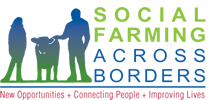 SOCIAL
FARMING
ACROSS
BORDERS
New Opportunities + Connecting People + Improving Lives